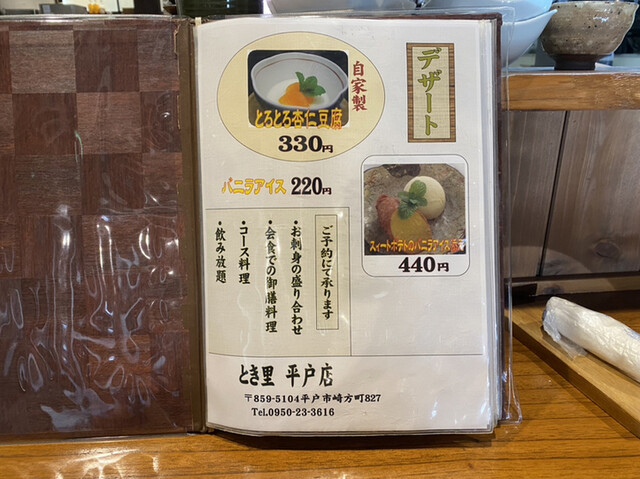 デザート
自家製
とろとろ杏仁豆腐
330円
バニラアイス 220円
スィートポテトのバニラアイス添
440円
ご予約にて承ります
・お刺身の盛り合わせ
・会食での御膳料理
・コース料理
・飲み放題
とき里 平戸店
〒859-5104平戸市崎方町827
Tel.0950-23-3616